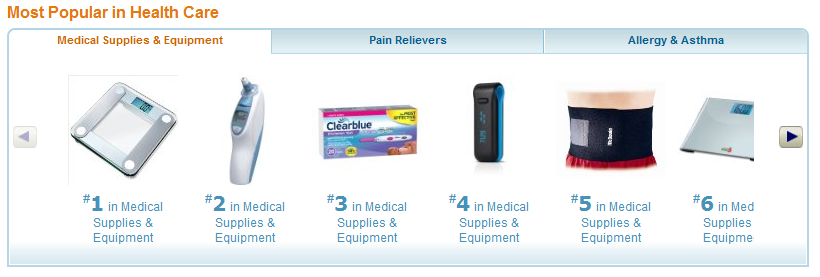 Most Popular in Health Care
Medical Supplies & Equipment
Pain Relievers
Allergy & Asthma
Clearblue
#1 in Medical
Supplies &
Equipment
#2 in Medical
Supplies &
Equipment
#3 in Medical
Supplies &
Equipment
#4 in Medical
Supplies &
Equipment
#5 in Medical
Supplies &
Equipment
#6 in Med
Supplies
Equipme